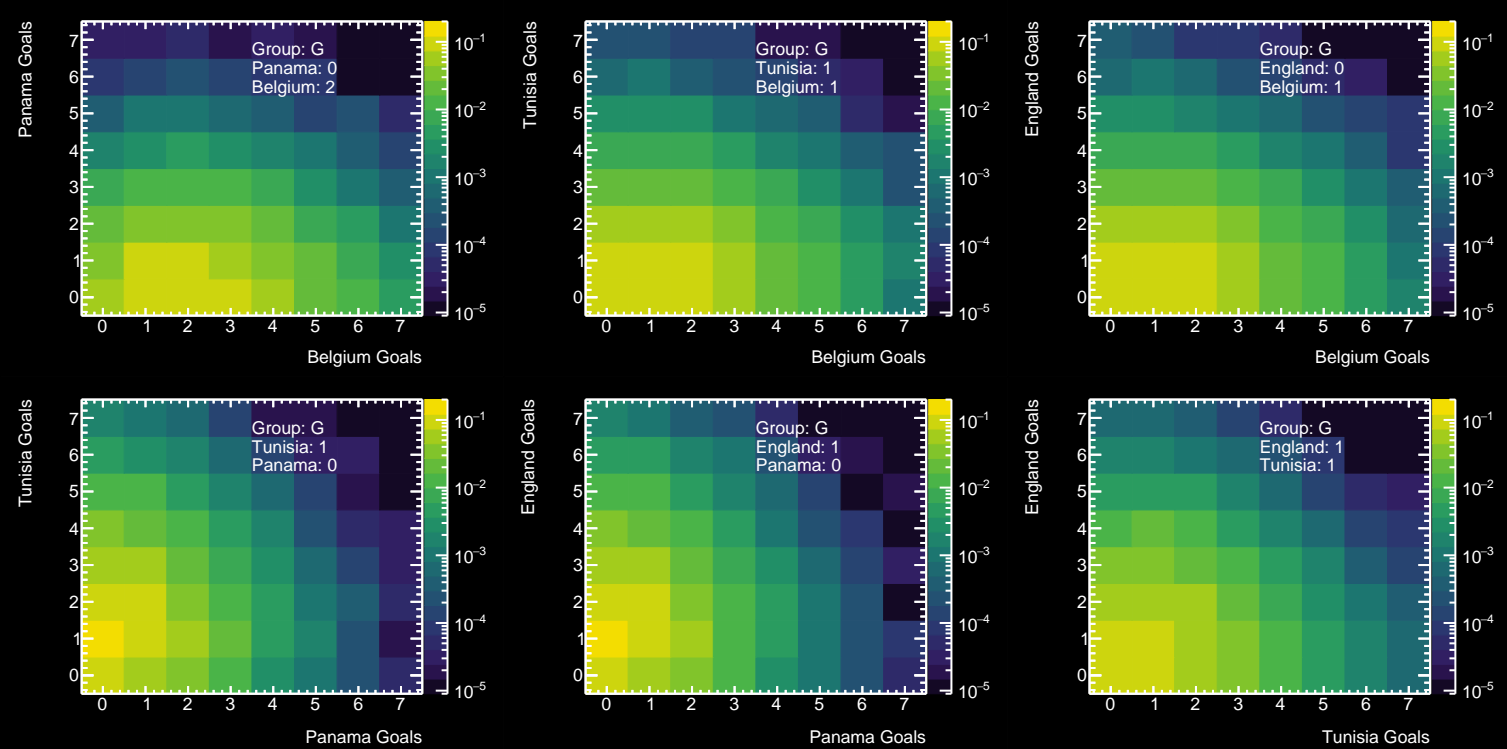 Panama Goals
7
6
5
4
3
2
1
0
0 1 2 3 4 5 6 7
Belgium Goals
Group: G
Panama: 0
Belgium: 2
10⁻¹
10⁻²
10⁻³
10⁻⁴
10⁻⁵
Tunisia Goals
7
6
5
4
3
2
1
0
0 1 2 3 4 5 6 7
Belgium Goals
Group: G
Tunisia: 1
Belgium: 1
10⁻¹
10⁻²
10⁻³
10⁻⁴
10⁻⁵
England Goals
7
6
5
4
3
2
1
0
0 1 2 3 4 5 6 7
Belgium Goals
Group: G
England: 0
Belgium: 1
10⁻¹
10⁻²
10⁻³
10⁻⁴
10⁻⁵
Tunisia Goals
7
6
5
4
3
2
1
0
0 1 2 3 4 5 6 7
Panama Goals
Group: G
Tunisia: 1
Panama: 0
10⁻¹
10⁻²
10⁻³
10⁻⁴
10⁻⁵
England Goals
7
6
5
4
3
2
1
0
0 1 2 3 4 5 6 7
Panama Goals
Group: G
England: 1
Panama: 0
10⁻¹
10⁻²
10⁻³
10⁻⁴
10⁻⁵
England Goals
7
6
5
4
3
2
1
0
0 1 2 3 4 5 6 7
Tunisia Goals
Group: G
England: 1
Tunisia: 1
10⁻¹
10⁻²
10⁻³
10⁻⁴
10⁻⁵